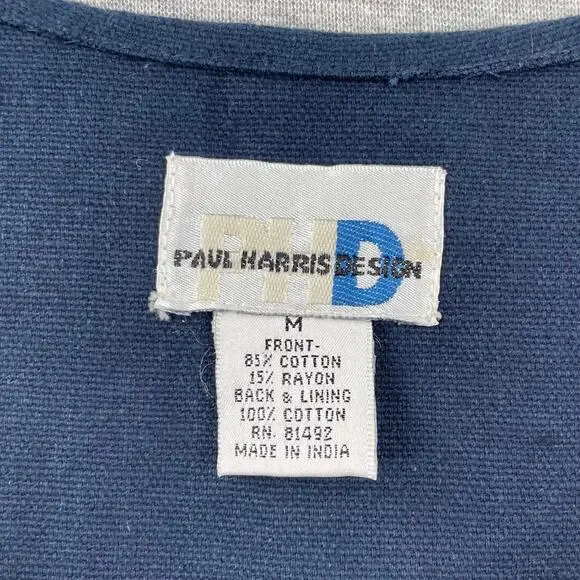 PHD
PAUL HARRIS DESIGN
M
FRONT-
85% COTTON
15% RAYON
BACK & LINING
100% COTTON
RN. 81492
MADE IN INDIA